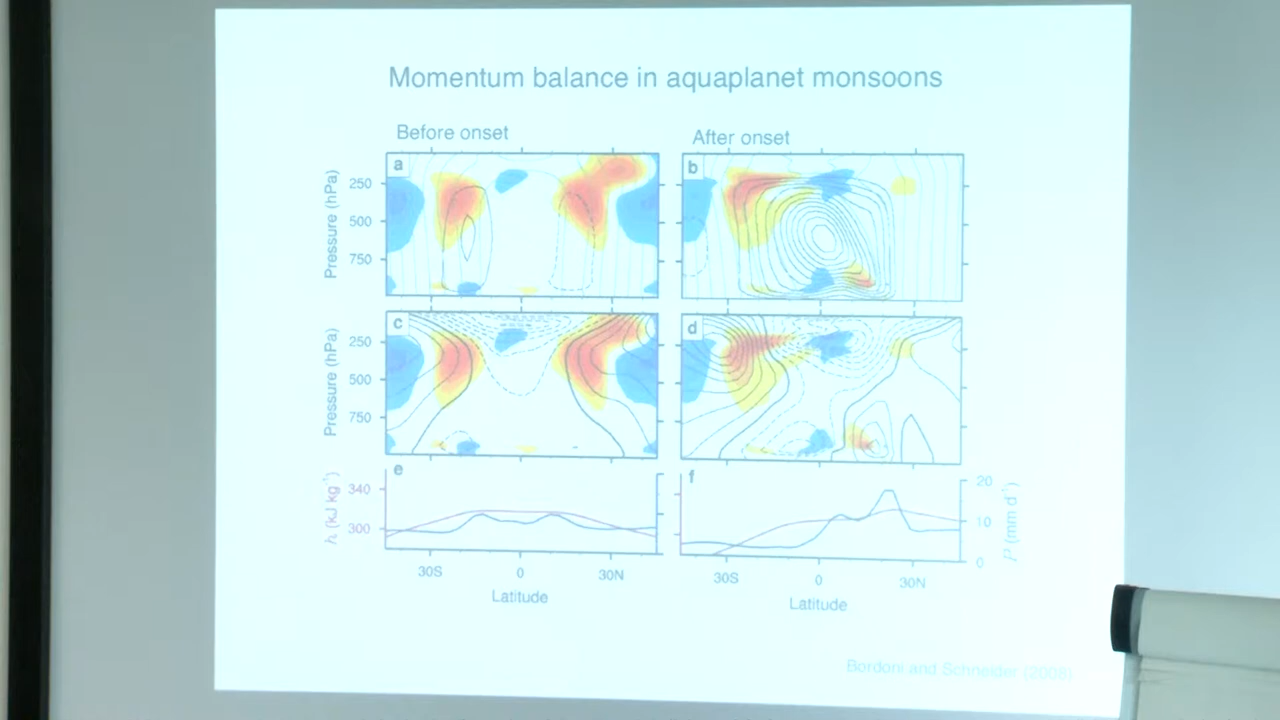 Momentum balance in aquaplanet monsoons
Before onset
After onset
a
b
Pressure (hPa)
250
500
750
c
d
Pressure (hPa)
250
500
750
e
f
h (kJ kg⁻¹)
340
300
20
10
0
P (mm d⁻¹)
30S
0
30N
30S
0
30N
Latitude
Latitude
Bordoni and Schneider (2008)